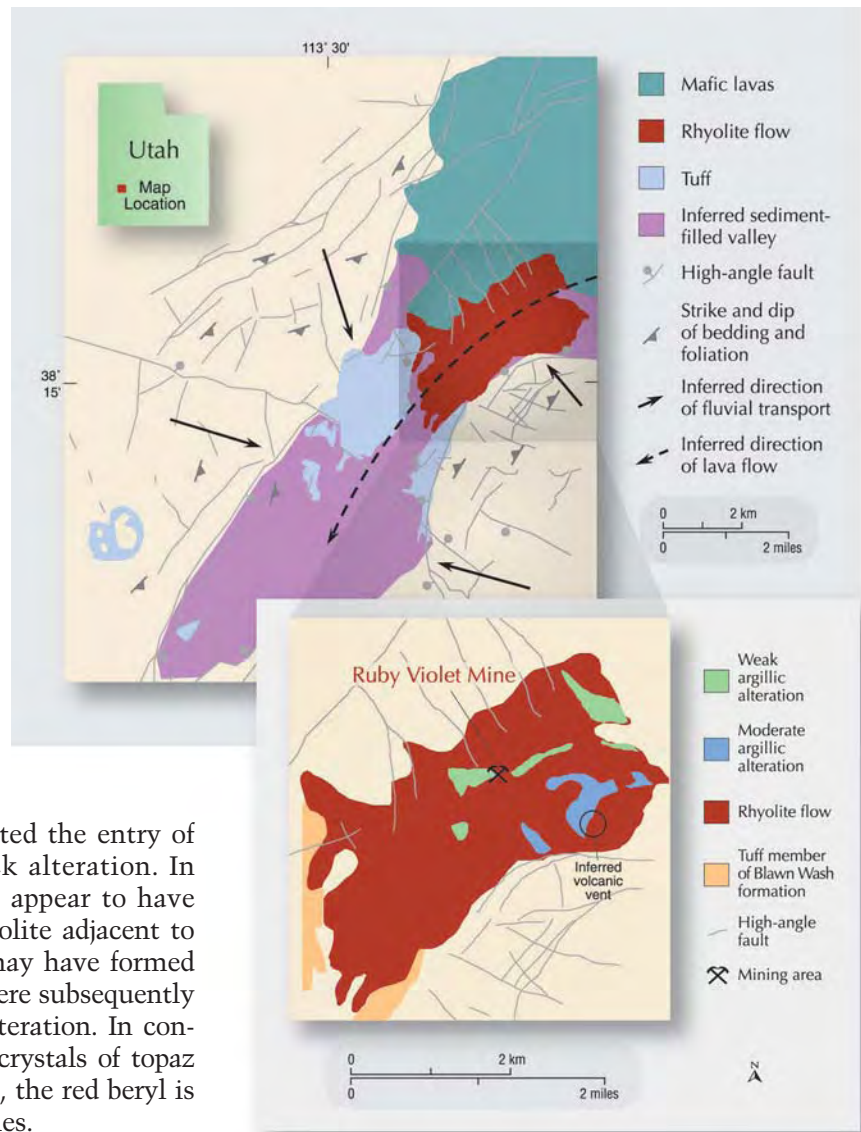 113° 30'
Utah
Map
Location
38°
15'
Mafic lavas
Rhyolite flow
Tuff
Inferred sediment-
filled valley
High-angle fault
Strike and dip
of bedding and
foliation
Inferred direction
of fluvial transport
Inferred direction
of lava flow
0 2 km
0 2 miles
Ruby Violet Mine
Inferred
volcanic
vent
Weak
argillic
alteration
Moderate
argillic
alteration
Rhyolite flow
Tuff member
of Blawn Wash
formation
High-angle
fault
Mining area
0 2 km
0 2 miles
N
ted the entry of
k alteration. In
appear to have
olite adjacent to
may have formed
ere subsequently
teration. In con-
crystals of topaz
, the red beryl is
es.